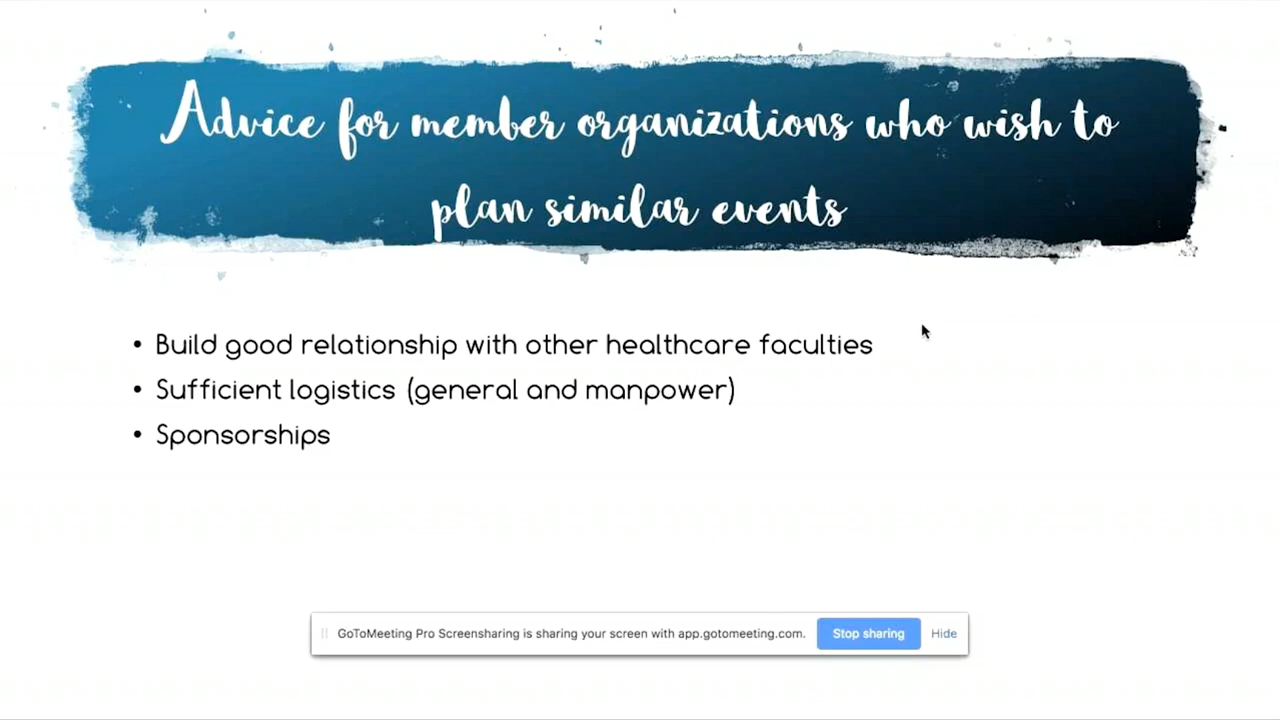 Advice for member organizations who wish to
plan similar events
• Build good relationship with other healthcare faculties
• Sufficient logistics (general and manpower)
• Sponsorships
GoToMeeting Pro Screensharing is sharing your screen with app.gotomeeting.com. Stop sharing Hide